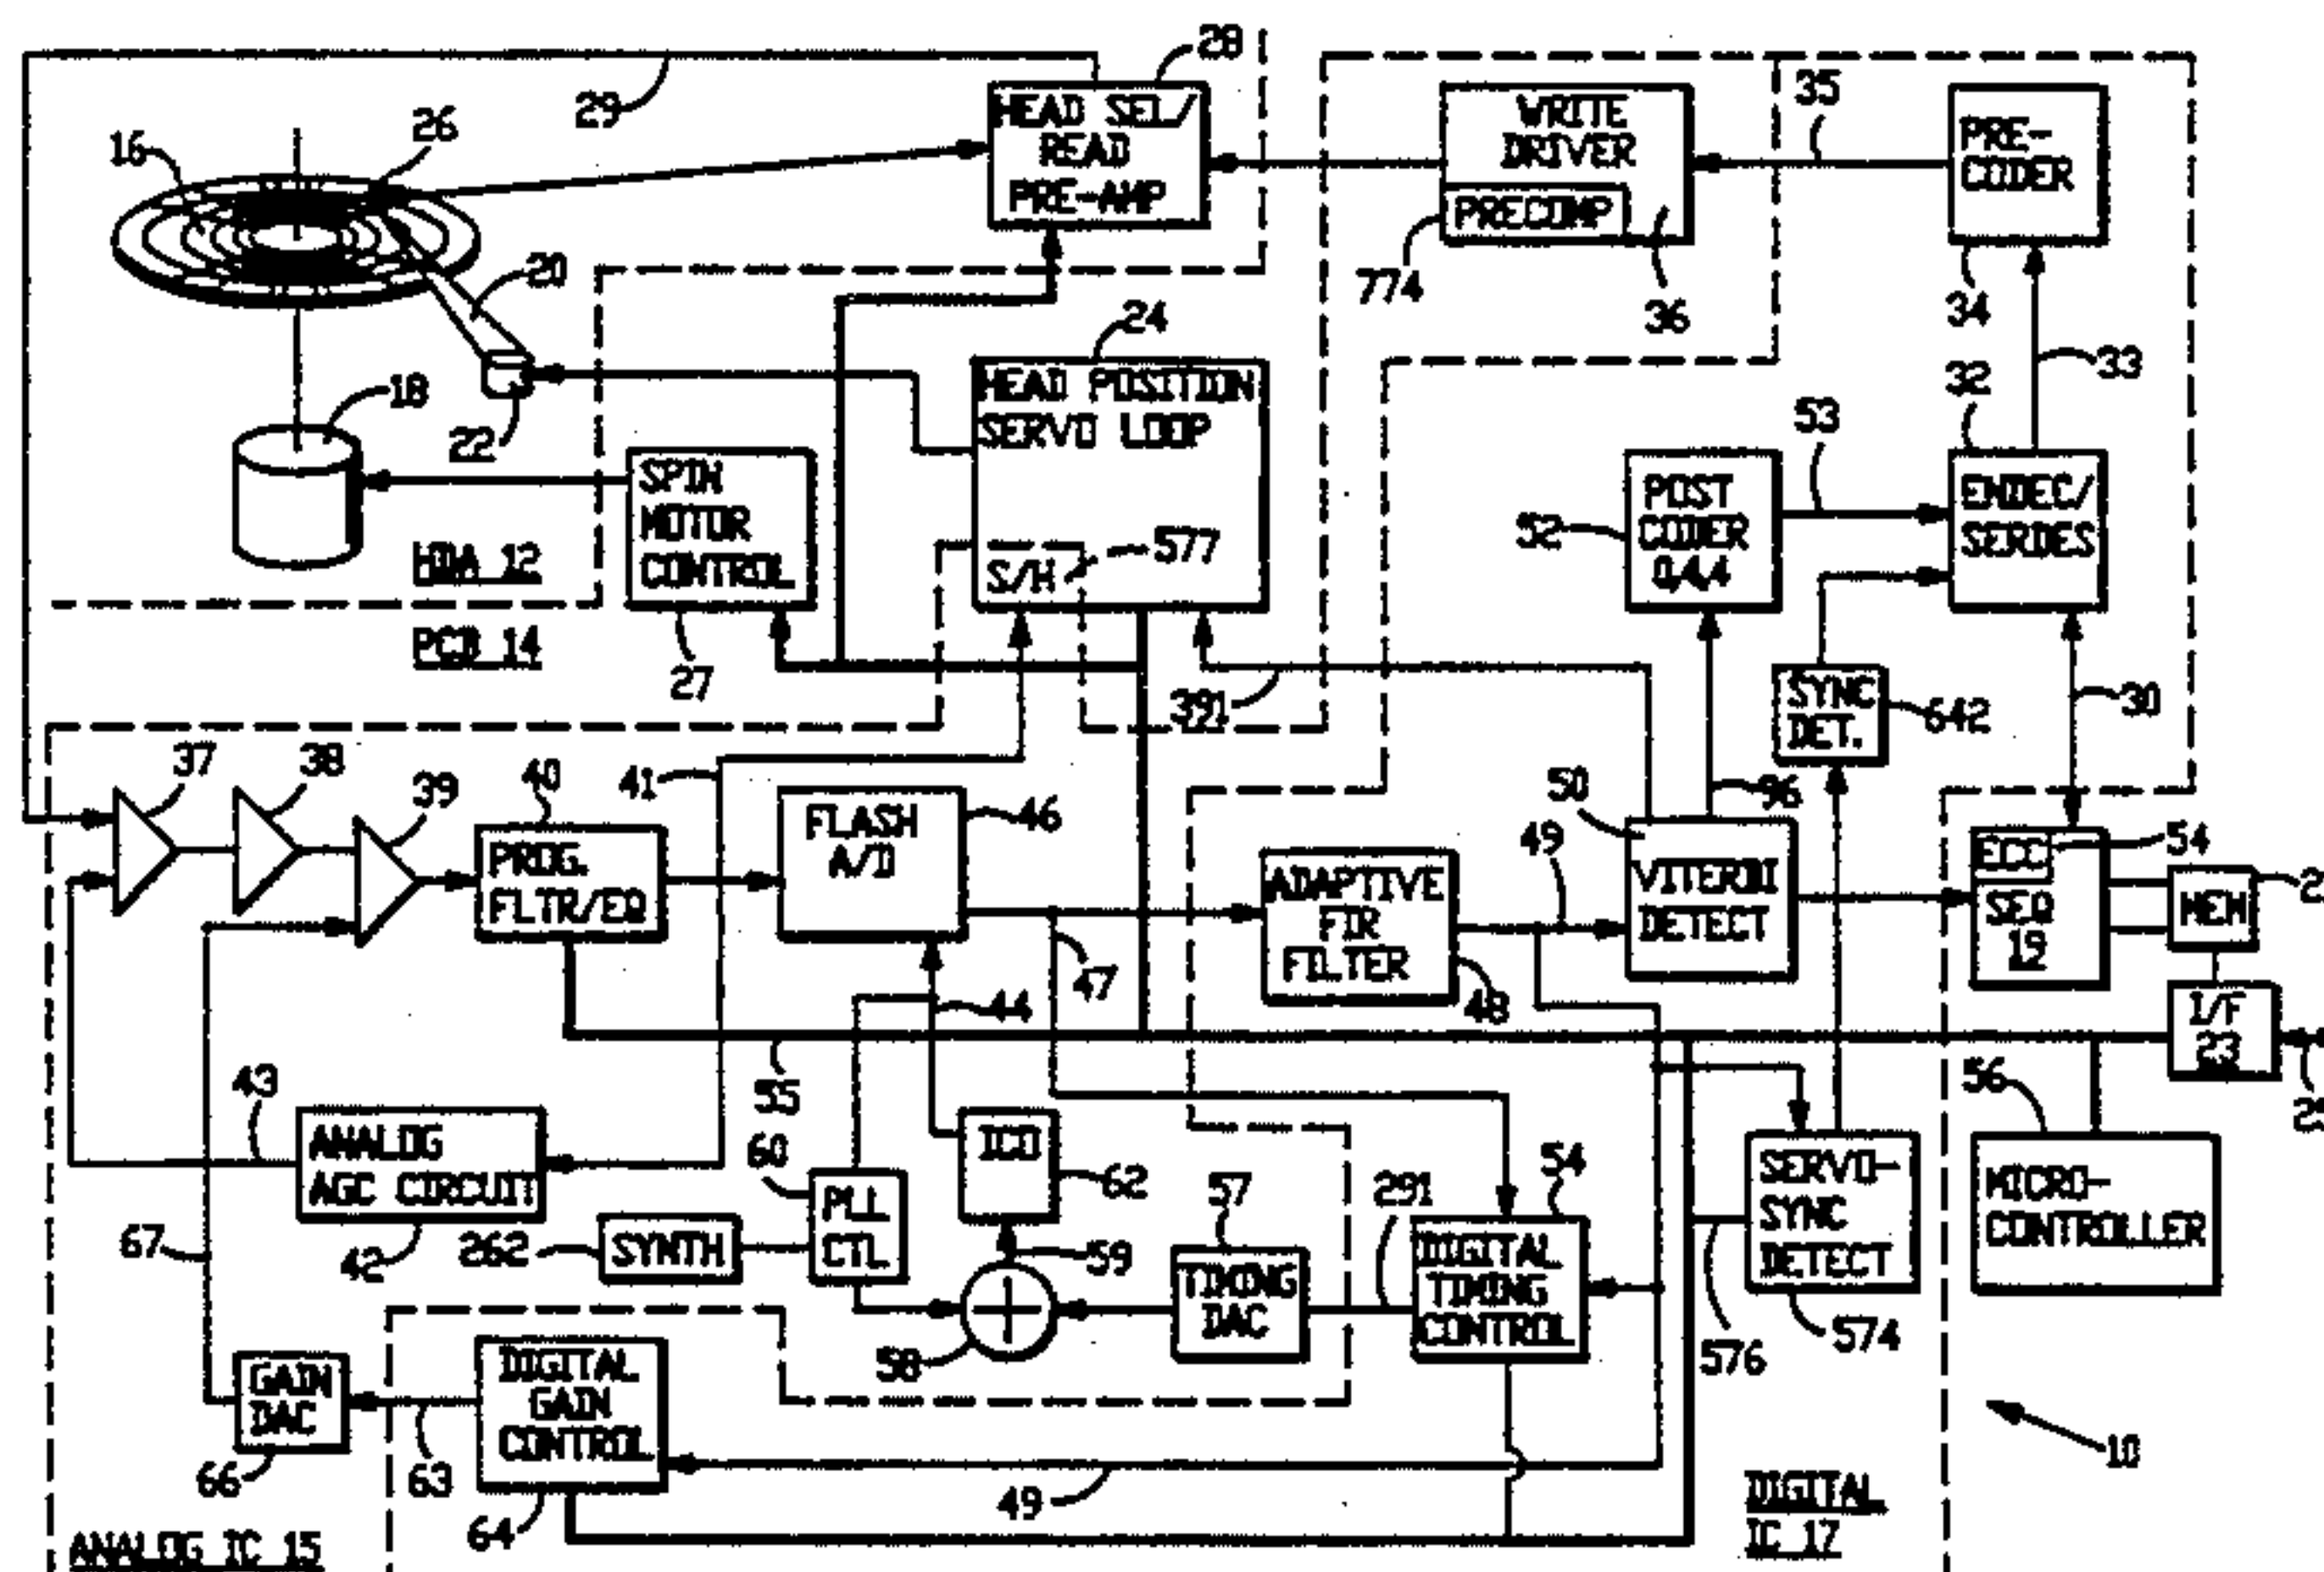 28
29
26
16
HEAD SEL/
READ
PRE-AMP
WRITE
DRIVER
PRECOMP
35
PRE-
CODER
20
774
36
34
24
33
32
18
22
HEAD POSITION
SERVO LOOP
53
SPIN
MOTOR
CONTROL
POST
CODER
0,4,4
52
ENDEC/
SERDES
HDA 12
S/H
577
PCB 14
27
391
SYNC
DET.
642
30
37
38
39
40
41
46
50
96
49
54
FLASH
A/D
PROG.
FLTR/EQ
ADAPTIVE
FIR
FILTER
VITERBI
DETECT
ECC
SEQ
19
MEM
47
44
48
I/F
23
43
55
56
ANALOG
AGC CIRCUIT
ICO
60
62
57
291
54
SERVO-
SYNC
DETECT
MICRO-
CONTROLLER
67
42
262
SYNTH
PLL
CTL
59
TIMING
DAC
DIGITAL
TIMING
CONTROL
58
576
574
GAIN
DAC
DIGITAL
GAIN
CONTROL
66
63
49
10
64
ANALOG IC 15
DIGITAL
IC 17